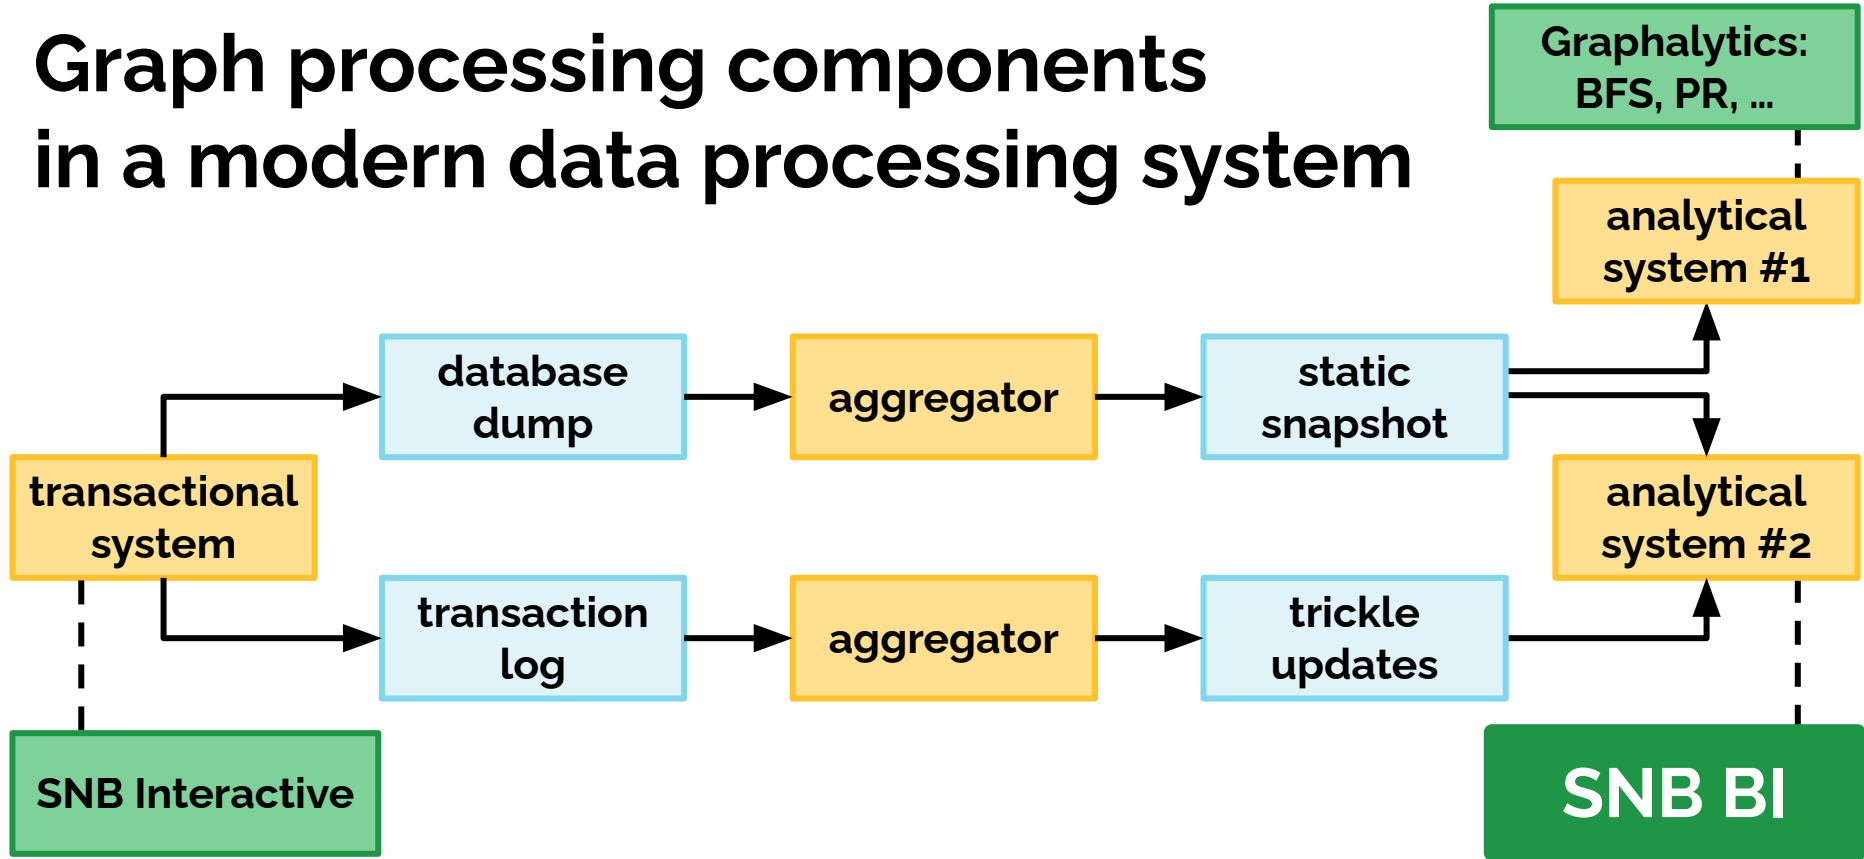 Graph processing components
in a modern data processing system
Graphalytics:
BFS, PR, ...
analytical
system #1
database
dump
aggregator
static
snapshot
transactional
system
analytical
system #2
transaction
log
aggregator
trickle
updates
SNB Interactive
SNB BI